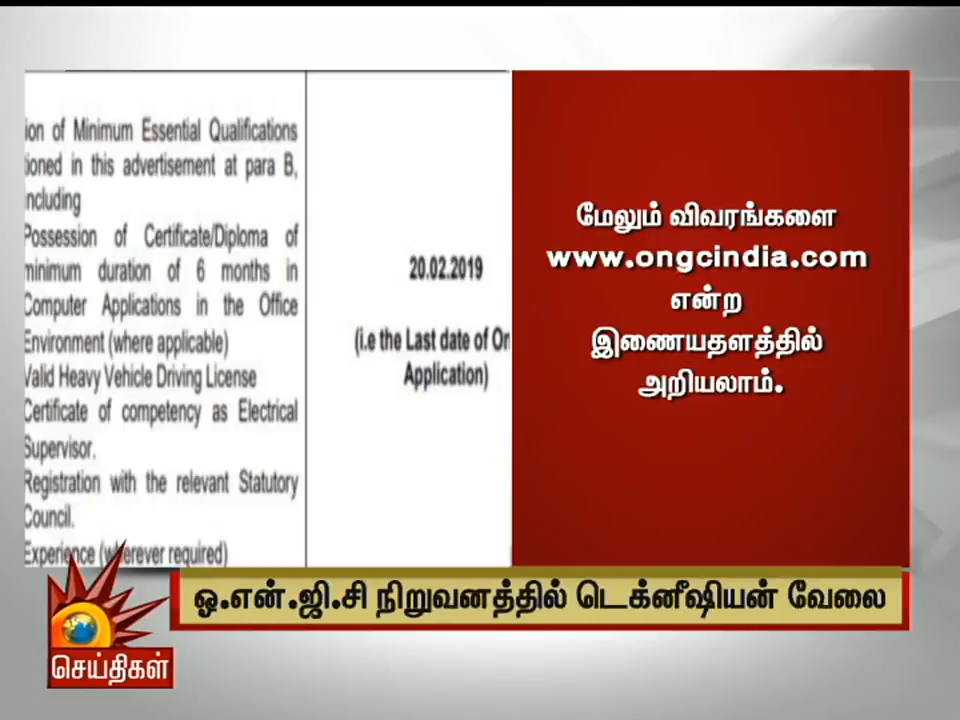 ion of Minimum Essential Qualifications
tioned in this advertisement at para B,
ncluding
Possession of Certificate/Diploma of
minimum duration of 6 months in
Computer Applications in the Office
Environment (where applicable)
Valid Heavy Vehicle Driving License
Certificate of competency as Electrical
Supervisor.
Registration with the relevant Statutory
Council.
Experience (wherever required)
20.02.2019
(i.e the Last date of On
Application)
மேலும் விவரங்களை
www.ongcindia.com
என்ற
இணையதளத்தில்
அறியலாம்.
ஓ.என்.ஜி.சி நிறுவனத்தில் டெக்னீஷியன் வேலை
செய்திகள்